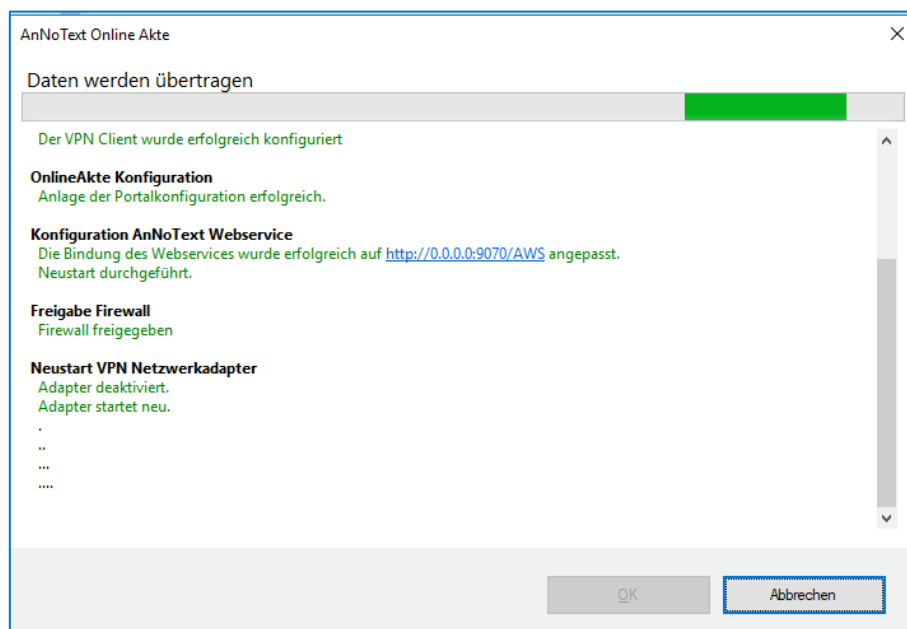 AnNoText Online Akte
Daten werden übertragen
Der VPN Client wurde erfolgreich konfiguriert
OnlineAkte Konfiguration
Anlage der Portalkonfiguration erfolgreich.
Konfiguration AnNoText Webservice
Die Bindung des Webservices wurde erfolgreich auf http://0.0.0.0:9070/AWS angepasst.
Neustart durchgeführt.
Freigabe Firewall
Firewall freigegeben
Neustart VPN Netzwerkadapter
Adapter deaktiviert.
Adapter startet neu.
.
..
...
....
OK
Abbrechen